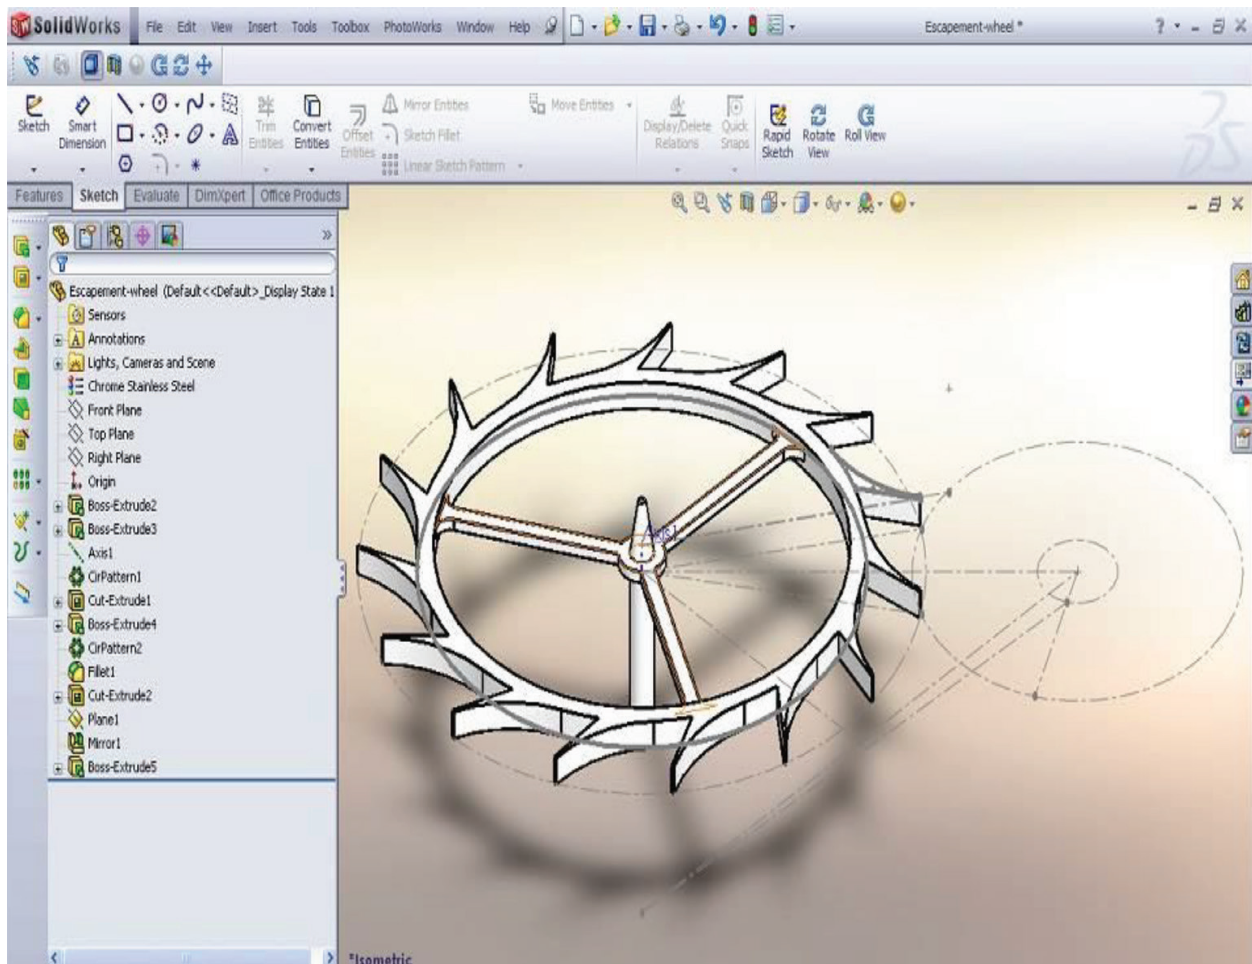 SolidWorks File Edit View Insert Tools Toolbox PhotoWorks Window Help Escapement-wheel * ?
Sketch Smart Dimension Trim Entities Convert Entities Offset Entities Mirror Entities Move Entities Display/Delete Relations Quick Snaps Rapid Sketch Rotate View Roll View
Sketch Fillet
Linear Sketch Pattern
Features Sketch Evaluate DimXpert Office Products
Escapement-wheel (Default<<Default>_Display State 1
Sensors
Annotations
Lights, Cameras and Scene
Chrome Stainless Steel
Front Plane
Top Plane
Right Plane
Origin
Boss-Extrude2
Boss-Extrude3
Axis1
CirPattern1
Cut-Extrude1
Boss-Extrude4
CirPattern2
Fillet1
Cut-Extrude2
Plane1
Mirror1
Boss-Extrude5
Axis1
*Isometric